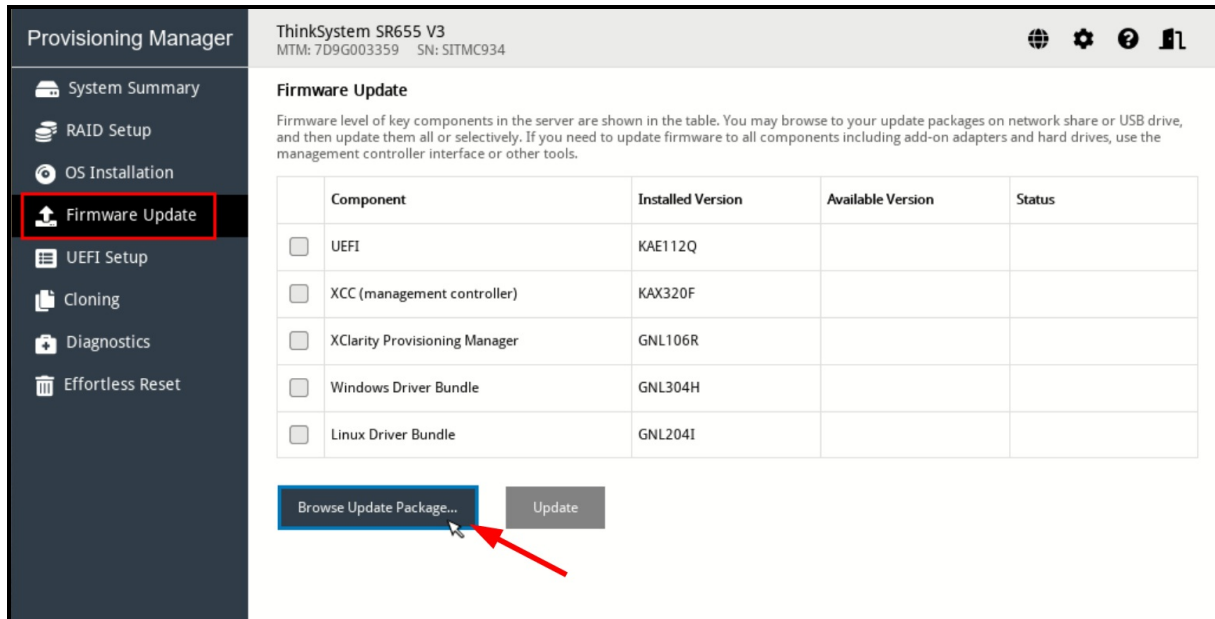 Provisioning Manager
ThinkSystem SR655 V3
MTM: 7D9G003359 SN: SITMC934
System Summary
RAID Setup
OS Installation
Firmware Update
UEFI Setup
Cloning
Diagnostics
Effortless Reset
Firmware Update
Firmware level of key components in the server are shown in the table. You may browse to your update packages on network share or USB drive,
and then update them all or selectively. If you need to update firmware to all components including add-on adapters and hard drives, use the
management controller interface or other tools.
Component Installed Version Available Version Status
UEFI KAE112Q
XCC (management controller) KAX320F
XClarity Provisioning Manager GNL106R
Windows Driver Bundle GNL304H
Linux Driver Bundle GNL204I
Browse Update Package... Update